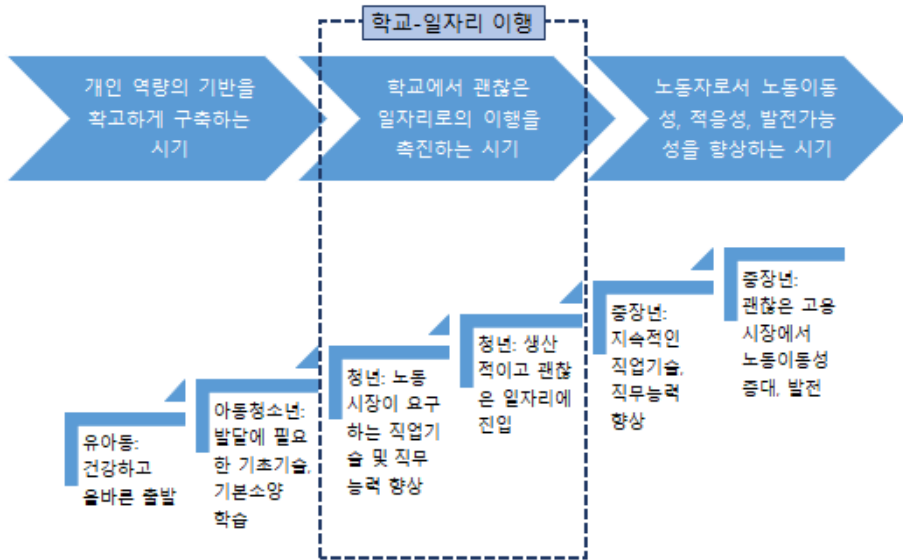 학교-일자리 이행
개인 역량의 기반을
확고하게 구축하는
시기
학교에서 괜찮은
일자리로의 이행을
촉진하는 시기
노동자로서 노동이동
성, 적응성, 발전가능
성을 향상하는 시기
유아동:
건강하고
올바른 출발
아동청소년:
발달에 필요
한 기초기술,
기본소양
학습
청년: 노동
시장이 요구
하는 직업기
술 및 직무
능력 향상
청년: 생산
적이고 괜찮
은 일자리에
진입
중장년:
지속적인
직업기술,
직무능력
향상
중장년:
괜찮은 고용
시장에서
노동이동성
증대, 발전